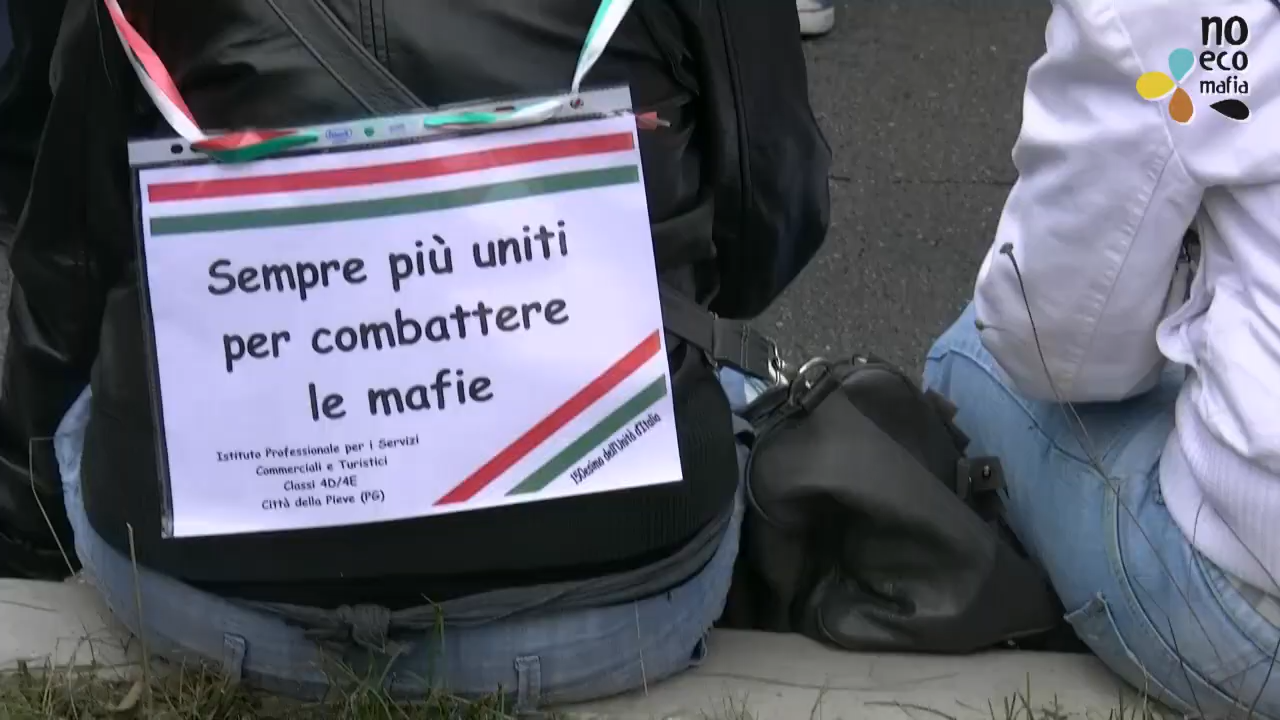 no
eco
mafia
Sempre più uniti
per combattere
le mafie
Istituto Professionale per i Servizi
Commerciali e Turistici
Classi 4D/4E
Città della Pieve (PG)
150esimo dell'Unità d'Italia